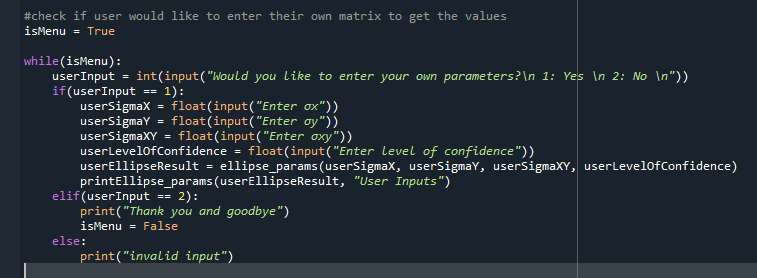 #check if user would like to enter their own matrix to get the values
isMenu = True
while(isMenu):
userInput = int(input("Would you like to enter your own parameters?\n 1: Yes \n 2: No \n"))
if(userInput == 1):
userSigmaX = float(input("Enter σx"))
userSigmaY = float(input("Enter σy"))
userSigmaXY = float(input("Enter σxy"))
userLevelOfConfidence = float(input("Enter level of confidence"))
userEllipseResult = ellipse_params(userSigmaX, userSigmaY, userSigmaXY, userLevelOfConfidence)
printEllipse_params(userEllipseResult, "User Inputs")
elif(userInput == 2):
print("Thank you and goodbye")
isMenu = False
else:
print("invalid input")